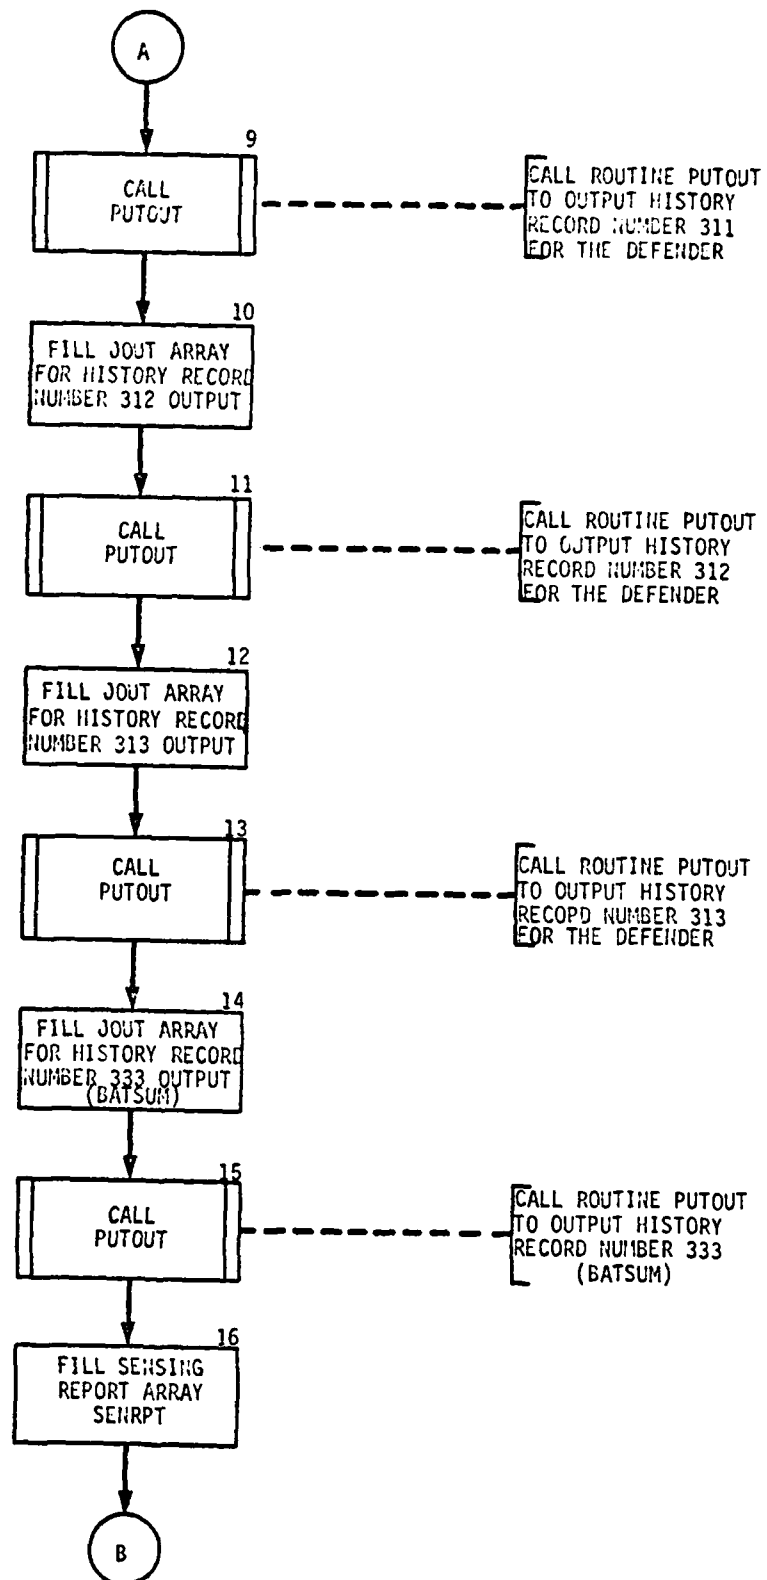 A
9
CALL
PUTOUT
CALL ROUTINE PUTOUT
TO OUTPUT HISTORY
RECORD NUMBER 311
FOR THE DEFENDER
10
FILL JOUT ARRAY
FOR HISTORY RECORD
NUMBER 312 OUTPUT
11
CALL
PUTOUT
CALL ROUTINE PUTOUT
TO OUTPUT HISTORY
RECORD NUMBER 312
FOR THE DEFENDER
12
FILL JOUT ARRAY
FOR HISTORY RECORD
NUMBER 313 OUTPUT
13
CALL
PUTOUT
CALL ROUTINE PUTOUT
TO OUTPUT HISTORY
RECORD NUMBER 313
FOR THE DEFENDER
14
FILL JOUT ARRAY
FOR HISTORY RECORD
NUMBER 333 OUTPUT
(BATSUM)
15
CALL
PUTOUT
CALL ROUTINE PUTOUT
TO OUTPUT HISTORY
RECORD NUMBER 333
(BATSUM)
16
FILL SENSING
REPORT ARRAY
SENRPT
B